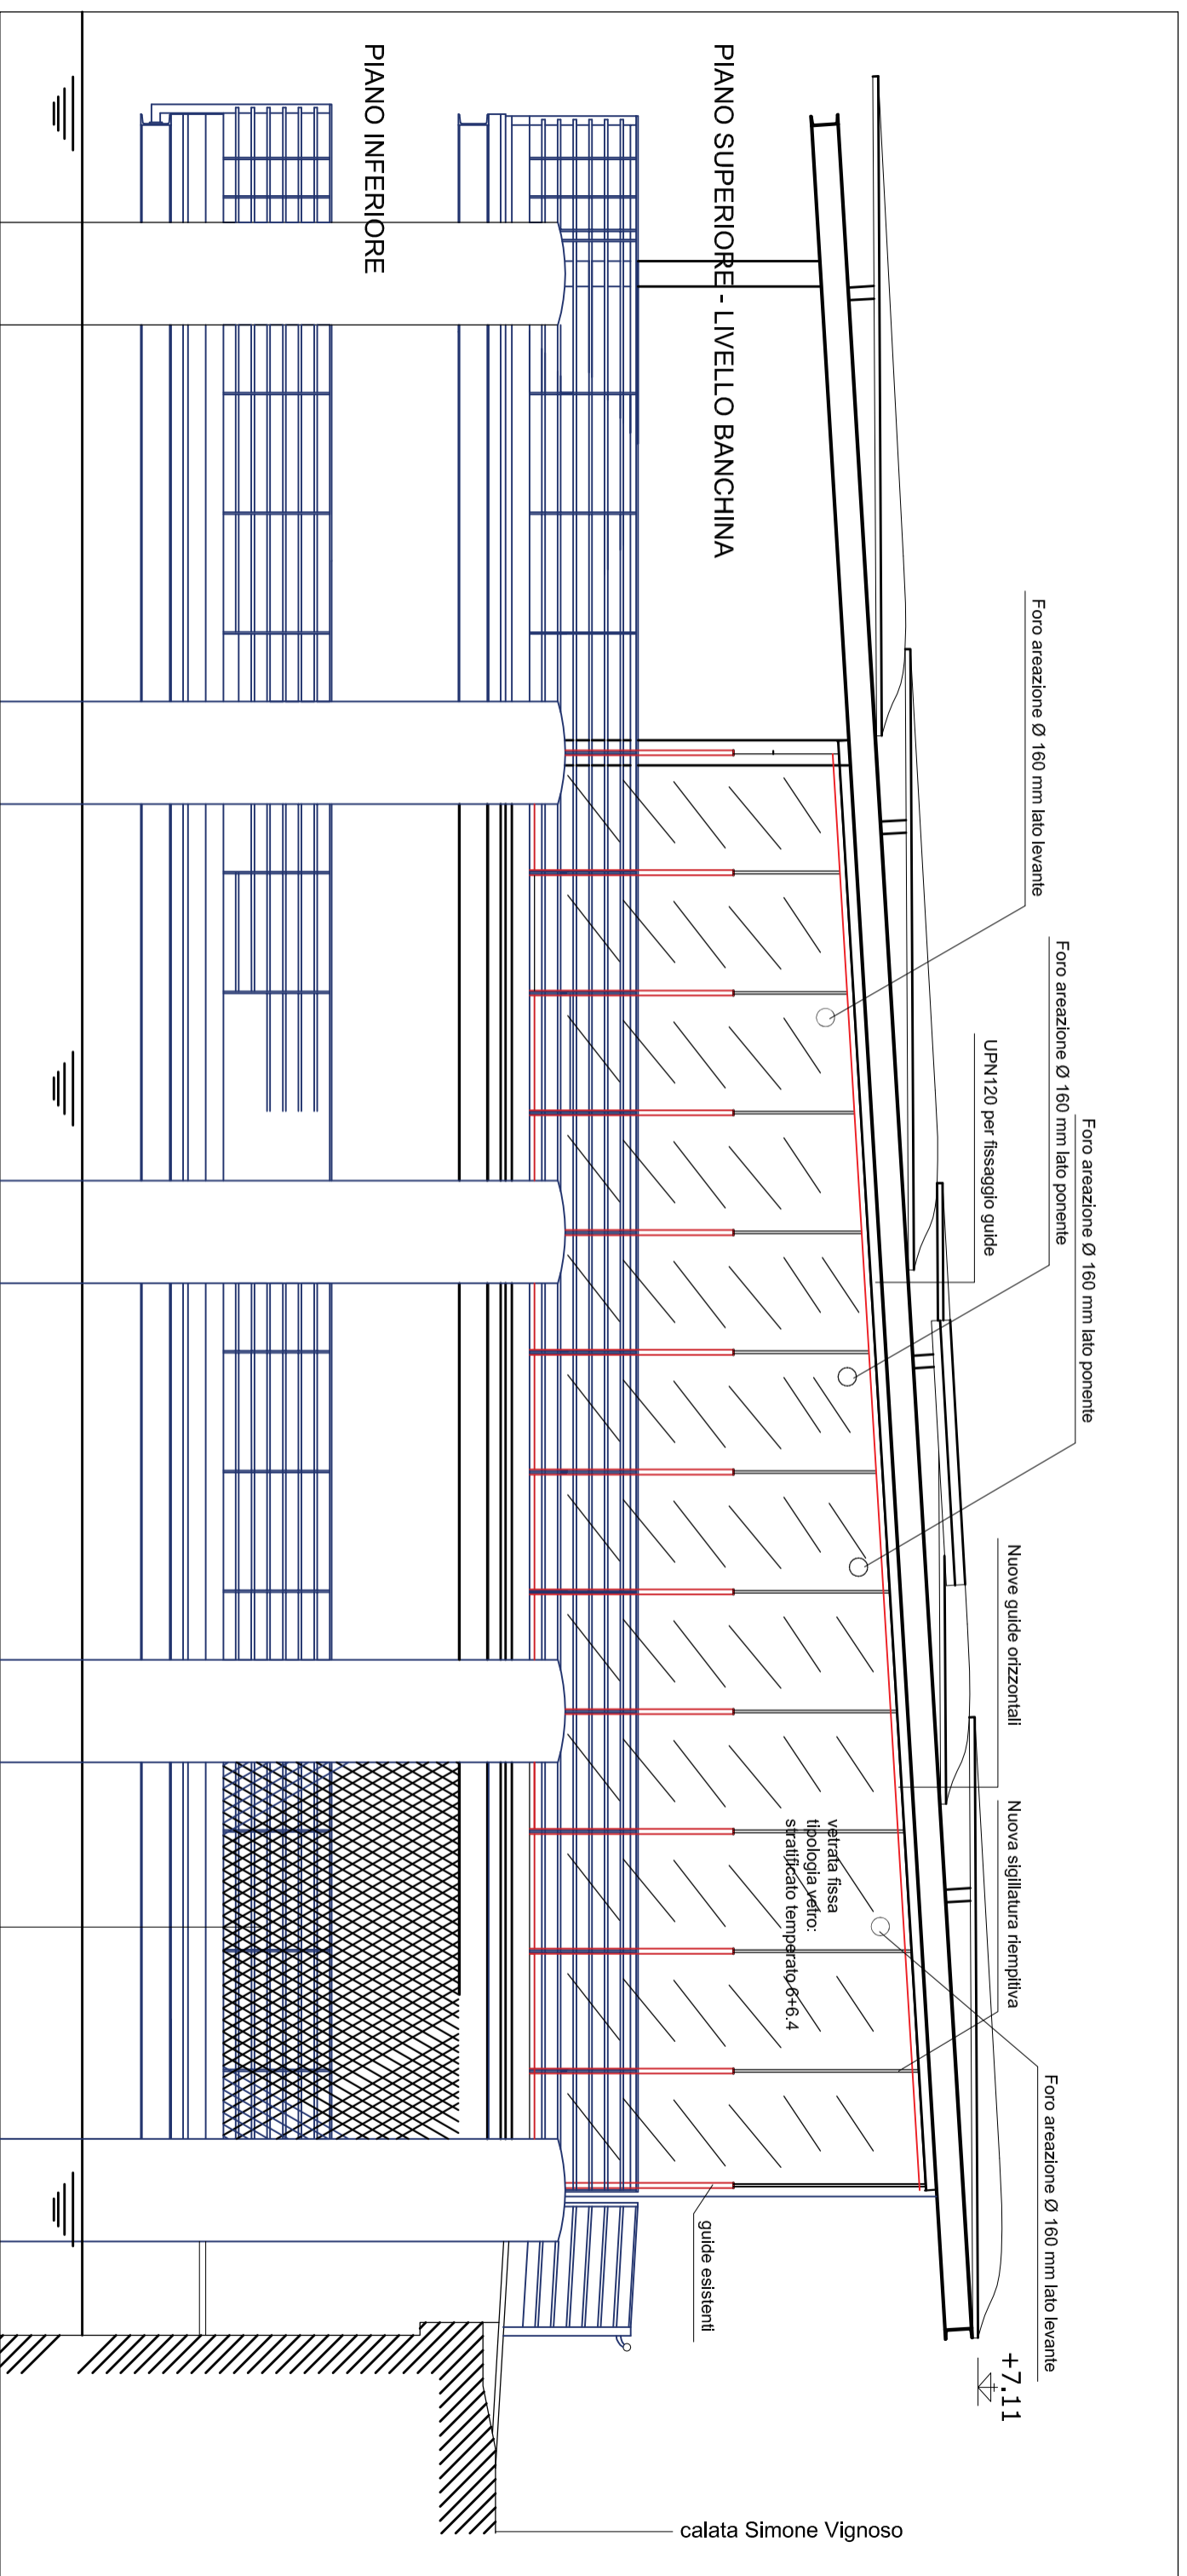 Foro areazione Ø 160 mm lato ponente
Foro areazione Ø 160 mm lato ponente
Foro areazione Ø 160 mm lato levante
Foro areazione Ø 160 mm lato levante
Nuove guide orizzontali
Nuova sigillatura riempitiva
+7.11
UPN120 per fissaggio guide
vetrata fissa
tipologia vetro:
stratificato temperato 6+6.4
PIANO SUPERIORE - LIVELLO BANCHINA
guide esistenti
calata Simone Vignoso
PIANO INFERIORE